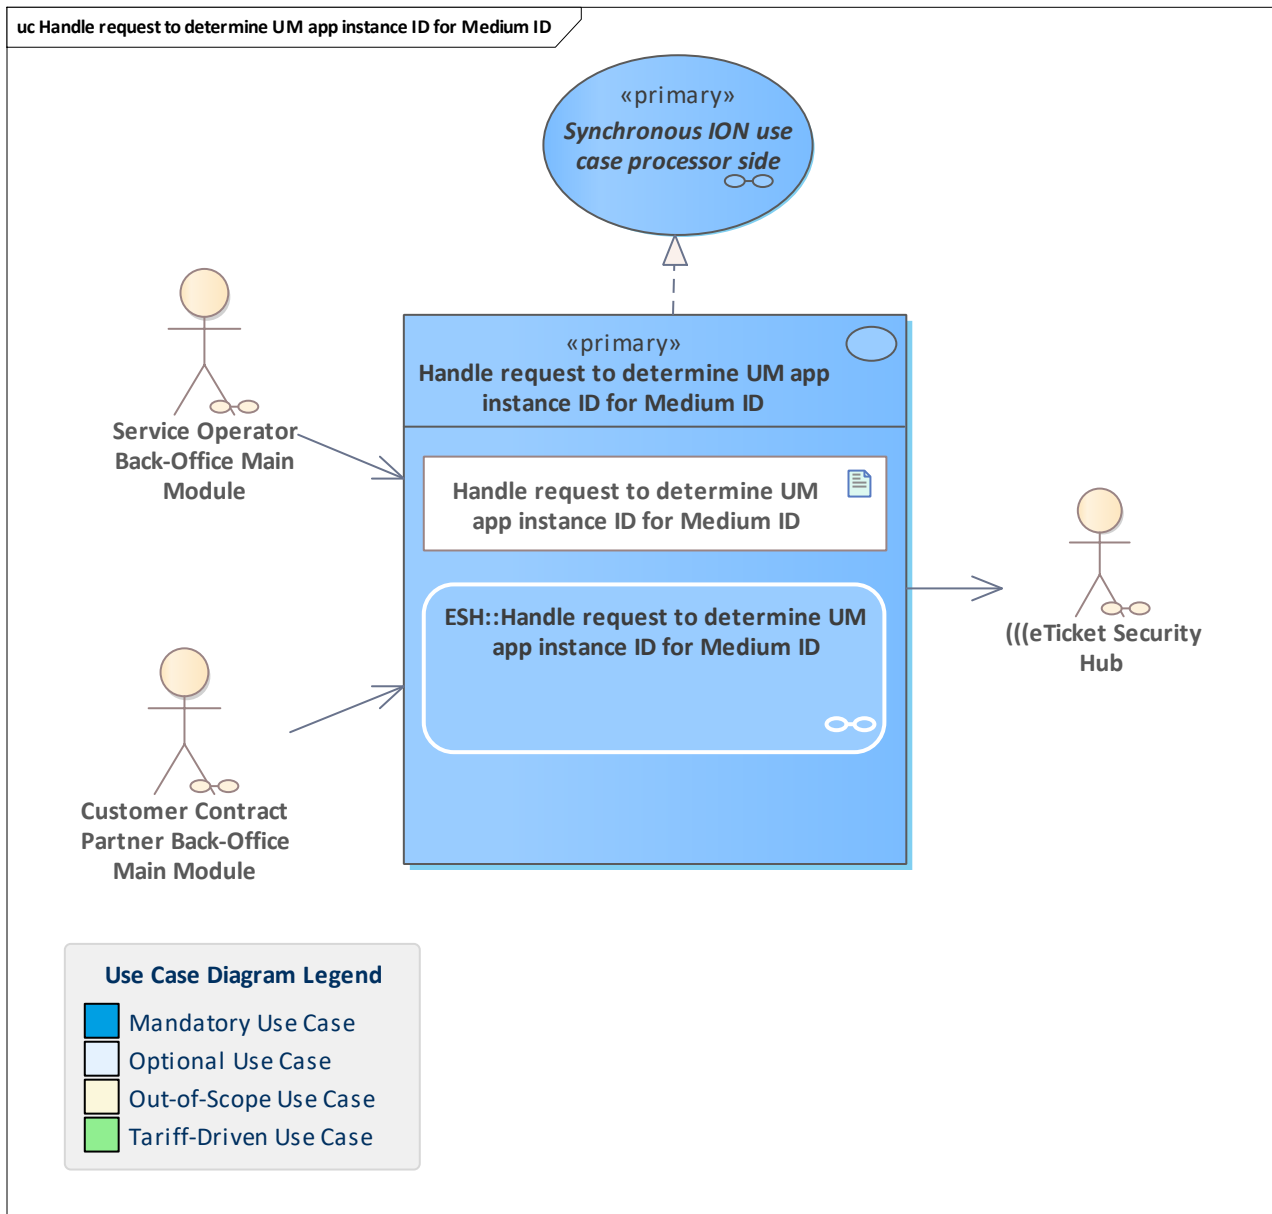 uc Handle request to determine UM app instance ID for Medium ID
«primary»
Synchronous ION use
case processor side
«primary»
Handle request to determine UM app
instance ID for Medium ID
Service Operator
Back-Office Main
Module
Handle request to determine UM
app instance ID for Medium ID
ESH::Handle request to determine UM
app instance ID for Medium ID
(((eTicket Security
Hub
Customer Contract
Partner Back-Office
Main Module
Use Case Diagram Legend
Mandatory Use Case
Optional Use Case
Out-of-Scope Use Case
Tariff-Driven Use Case